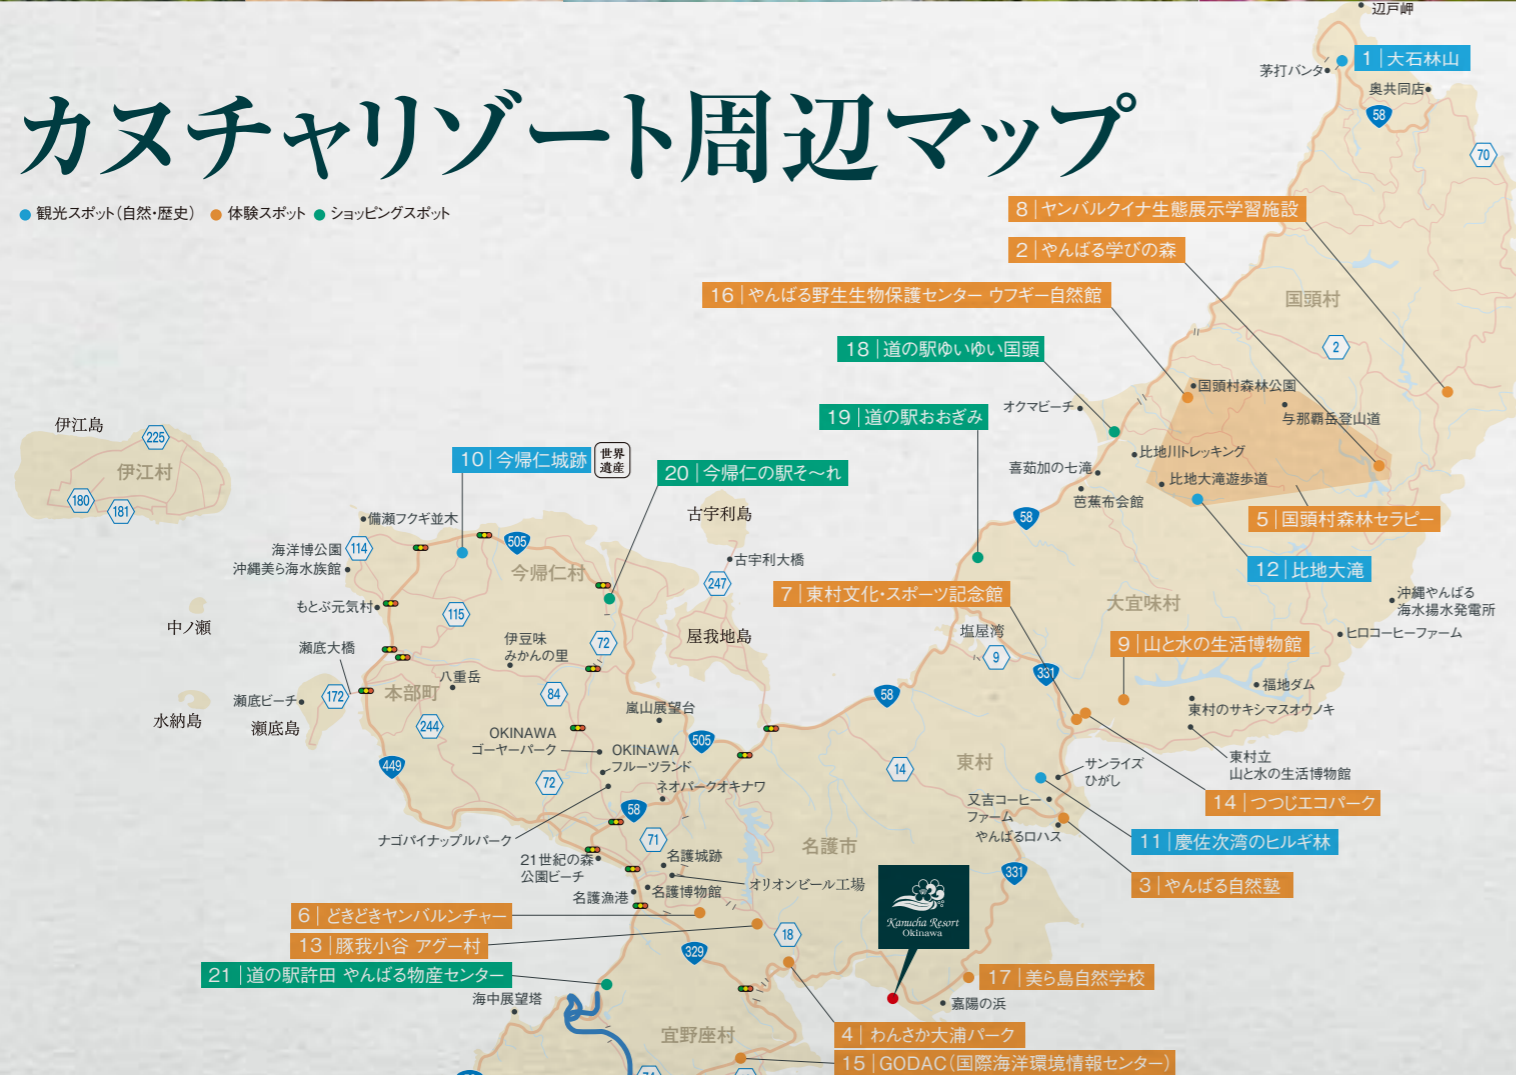 カヌチャリゾート周辺マップ
観光スポット（自然・歴史） 体験スポット ショッピングスポット
辺戸岬
1｜大石林山
茅打バンタ
奥共同店
58
70
8｜ヤンバルクイナ生態展示学習施設
2｜やんばる学びの森
16｜やんばる野生生物保護センター ウフギー自然館
国頭村
2
18｜道の駅ゆいゆい国頭
国頭村森林公園
オクマビーチ
与那覇岳登山道
19｜道の駅おおぎみ
比地川トレッキング
喜茹加の七滝
比地大滝遊歩道
芭蕉布会館
58
5｜国頭村森林セラピー
12｜比地大滝
伊江島
225
伊江村
180
181
10｜今帰仁城跡
世界
遺産
20｜今帰仁の駅そ〜れ
古宇利島
備瀬フクギ並木
505
海洋博公園
114
沖縄美ら海水族館
今帰仁村
古宇利大橋
247
7｜東村文化・スポーツ記念館
大宜味村
沖縄やんばる
海水揚水発電所
もとぶ元気村
115
中ノ瀬
屋我地島
塩屋湾
ヒロコーヒーファーム
瀬底大橋
伊豆味
みかんの里
72
9
9｜山と水の生活博物館
331
八重岳
福地ダム
瀬底ビーチ
172
本部町
84
58
東村のサキシマスオウノキ
水納島
瀬底島
244
嵐山展望台
OKINAWA
ゴーヤーパーク
OKINAWA
フルーツランド
505
449
72
14
東村
サンライズ
ひがし
東村立
山と水の生活博物館
ネオパークオキナワ
又吉コーヒー
ファーム
14｜つつじエコパーク
58
ナゴパイナップルパーク
71
やんばるロハス
11｜慶佐次湾のヒルギ林
21世紀の森
公園ビーチ
名護城跡
名護市
331
3｜やんばる自然塾
名護漁港
名護博物館
オリオンビール工場
6｜どきどきヤンバルンチャー
Kanucha Resort
Okinawa
13｜豚我小谷 アグー村
18
329
21｜道の駅許田 やんばる物産センター
17｜美ら島自然学校
海中展望塔
嘉陽の浜
宜野座村
4｜わんさか大浦パーク
15｜GODAC（国際海洋環境情報センター）